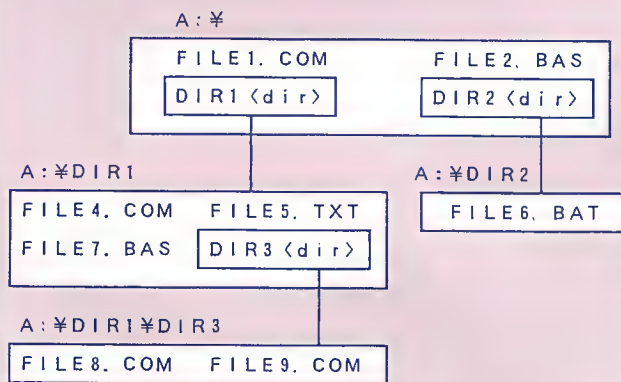 A:¥
FILE1. COM FILE2. BAS
DIR1〈dir〉 DIR2〈dir〉
A:¥DIR1 A:¥DIR2
FILE4. COM FILE5. TXT FILE6. BAT
FILE7. BAS DIR3〈dir〉
A:¥DIR1¥DIR3
FILE8. COM FILE9. COM